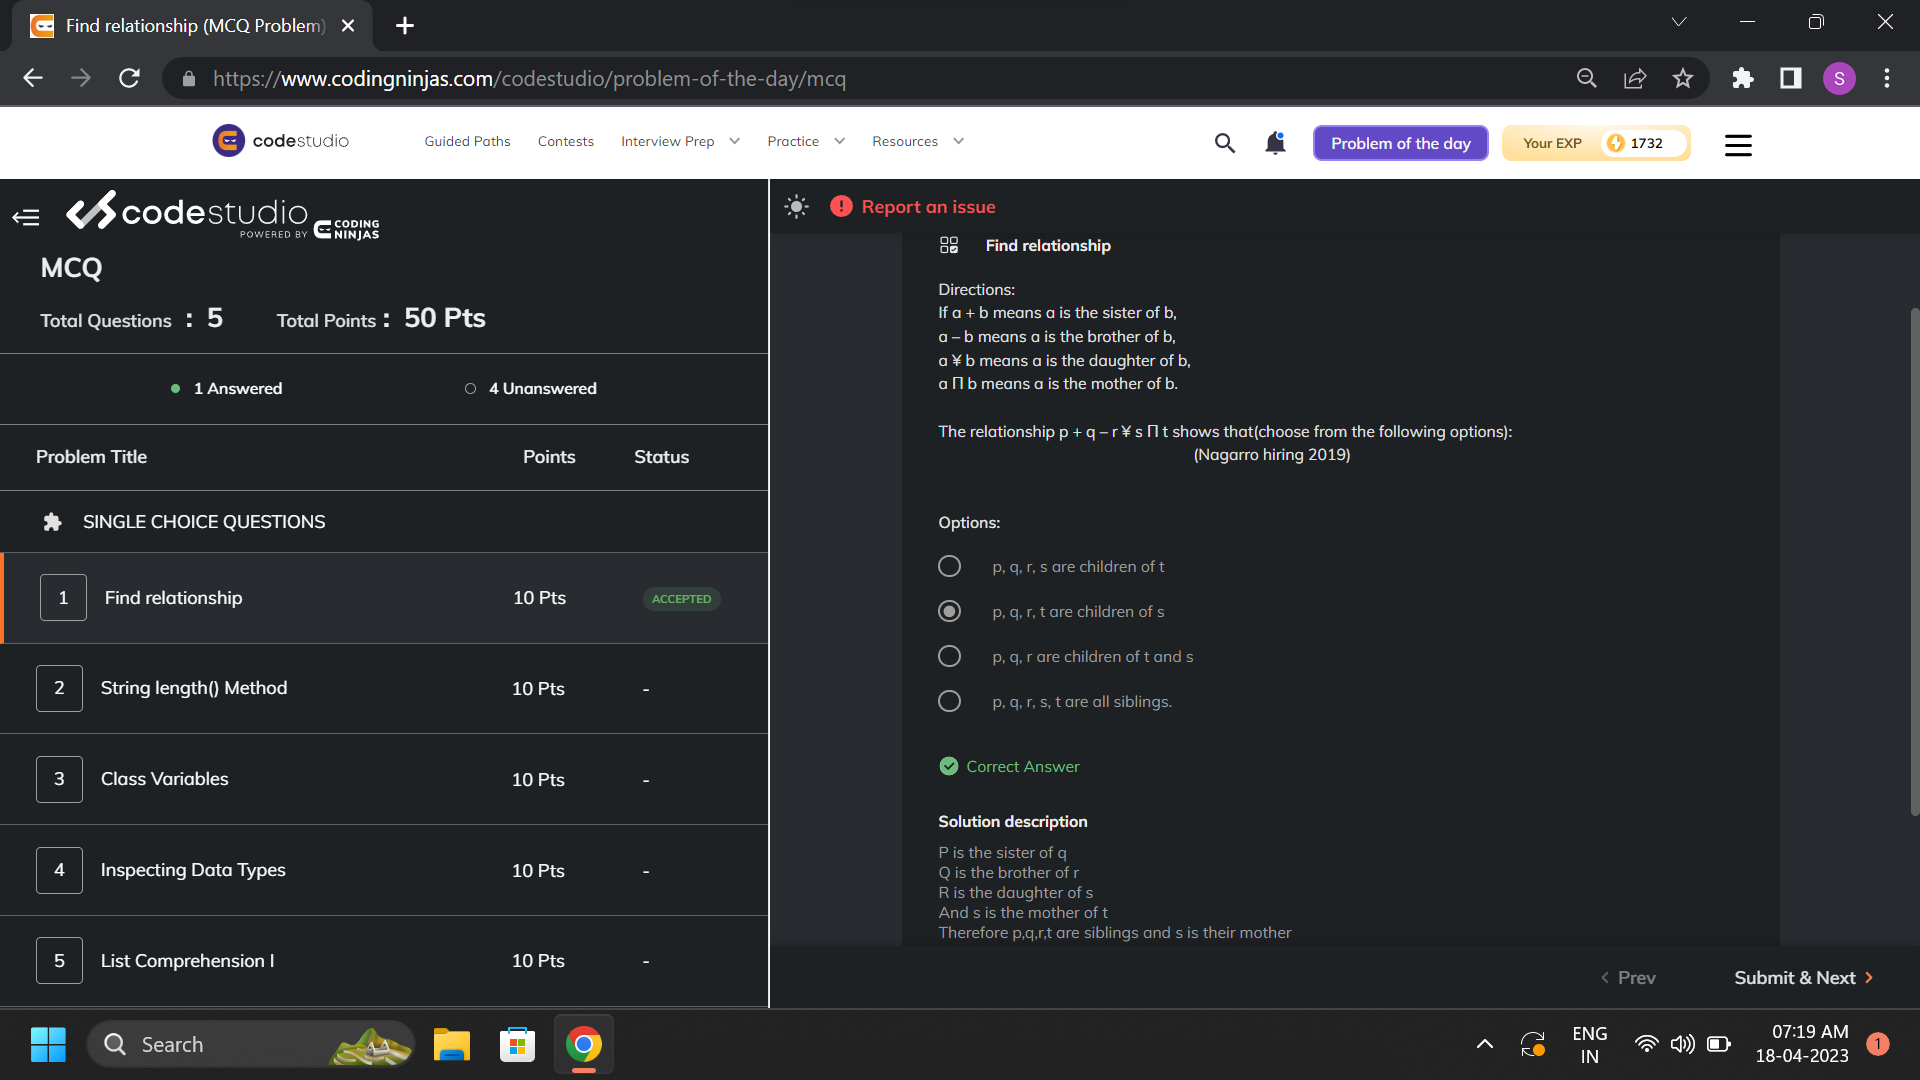 Find relationship (MCQ Problem)
https://www.codingninjas.com/codestudio/problem-of-the-day/mcq
S
codestudio
Guided Paths
Contests
Interview Prep
Practice
Resources
Problem of the day
Your EXP
1732
codestudio
POWERED BY CODING NINJAS
MCQ
Total Questions : 5
Total Points : 50 Pts
1 Answered
4 Unanswered
Problem Title
Points
Status
SINGLE CHOICE QUESTIONS
1
Find relationship
10 Pts
ACCEPTED
2
String length() Method
10 Pts
-
3
Class Variables
10 Pts
-
4
Inspecting Data Types
10 Pts
-
5
List Comprehension I
10 Pts
-
Report an issue
Find relationship
Directions:
If a + b means a is the sister of b,
a – b means a is the brother of b,
a ¥ b means a is the daughter of b,
a Π b means a is the mother of b.
The relationship p + q – r ¥ s Π t shows that(choose from the following options):
(Nagarro hiring 2019)
Options:
p, q, r, s are children of t
p, q, r, t are children of s
p, q, r are children of t and s
p, q, r, s, t are all siblings.
Correct Answer
Solution description
P is the sister of q
Q is the brother of r
R is the daughter of s
And s is the mother of t
Therefore p,q,r,t are siblings and s is their mother
Prev
Submit & Next
Search
ENG
IN
07:19 AM
18-04-2023
1